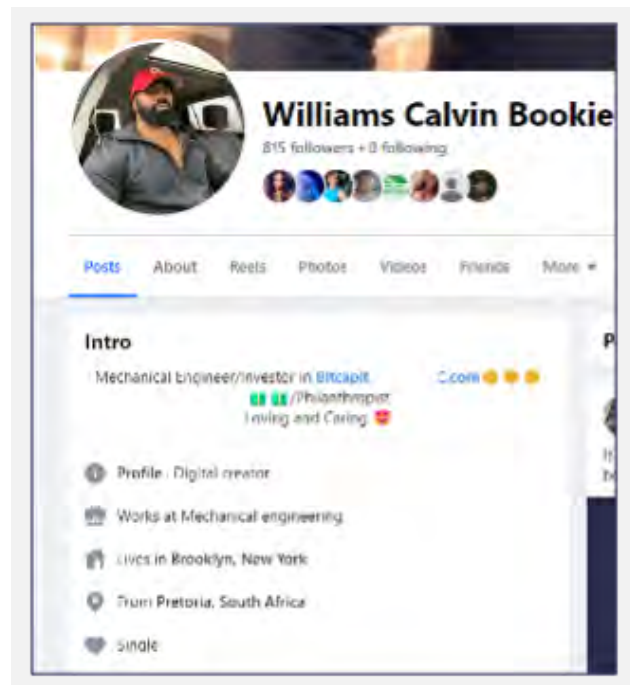 Williams Calvin Bookie
815 followers • 0 following
Posts About Reels Photos Videos Friends More
Intro
Mechanical Engineer/Investor in Bitcapit C.com
/Philanthropist
Loving and Caring
Profile · Digital creator
Works at Mechanical engineering
Lives in Brooklyn, New York
From Pretoria, South Africa
Single